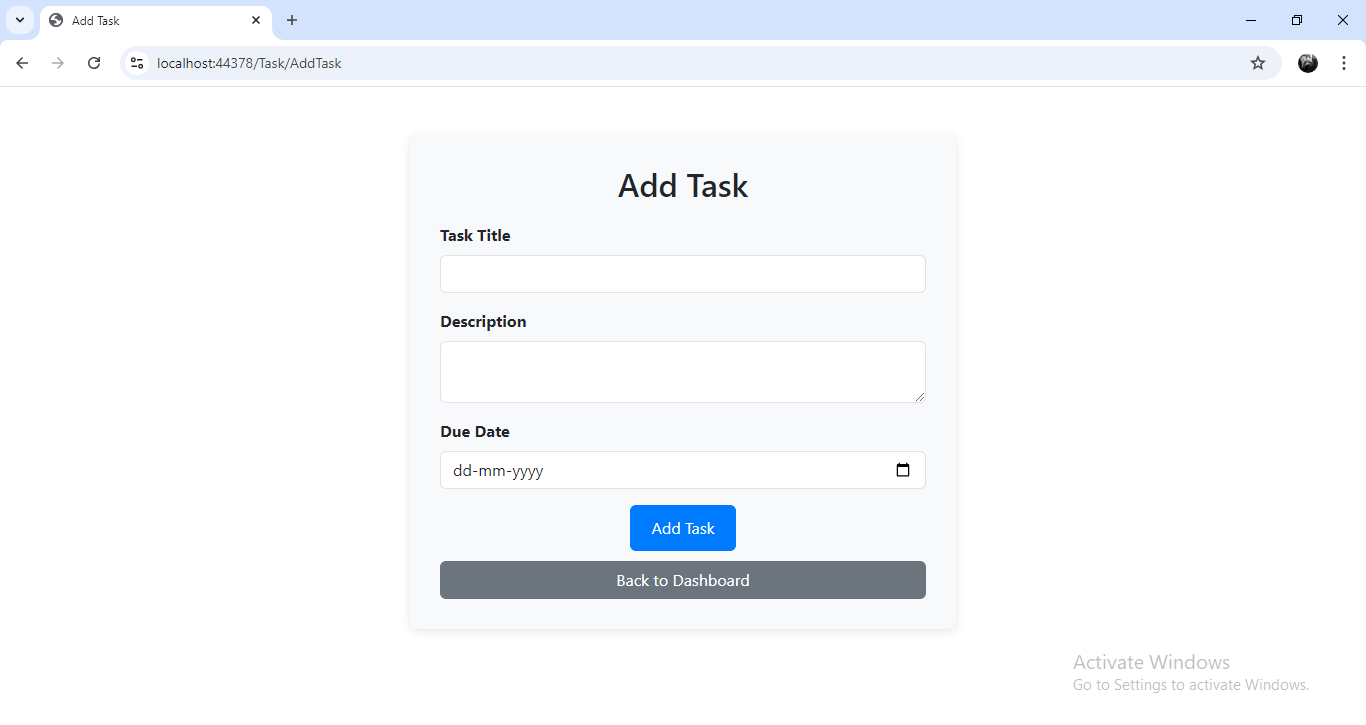 Add Task
localhost:44378/Task/AddTask
Add Task
Task Title
Description
Due Date
dd-mm-yyyy
Add Task
Back to Dashboard
Activate Windows
Go to Settings to activate Windows.